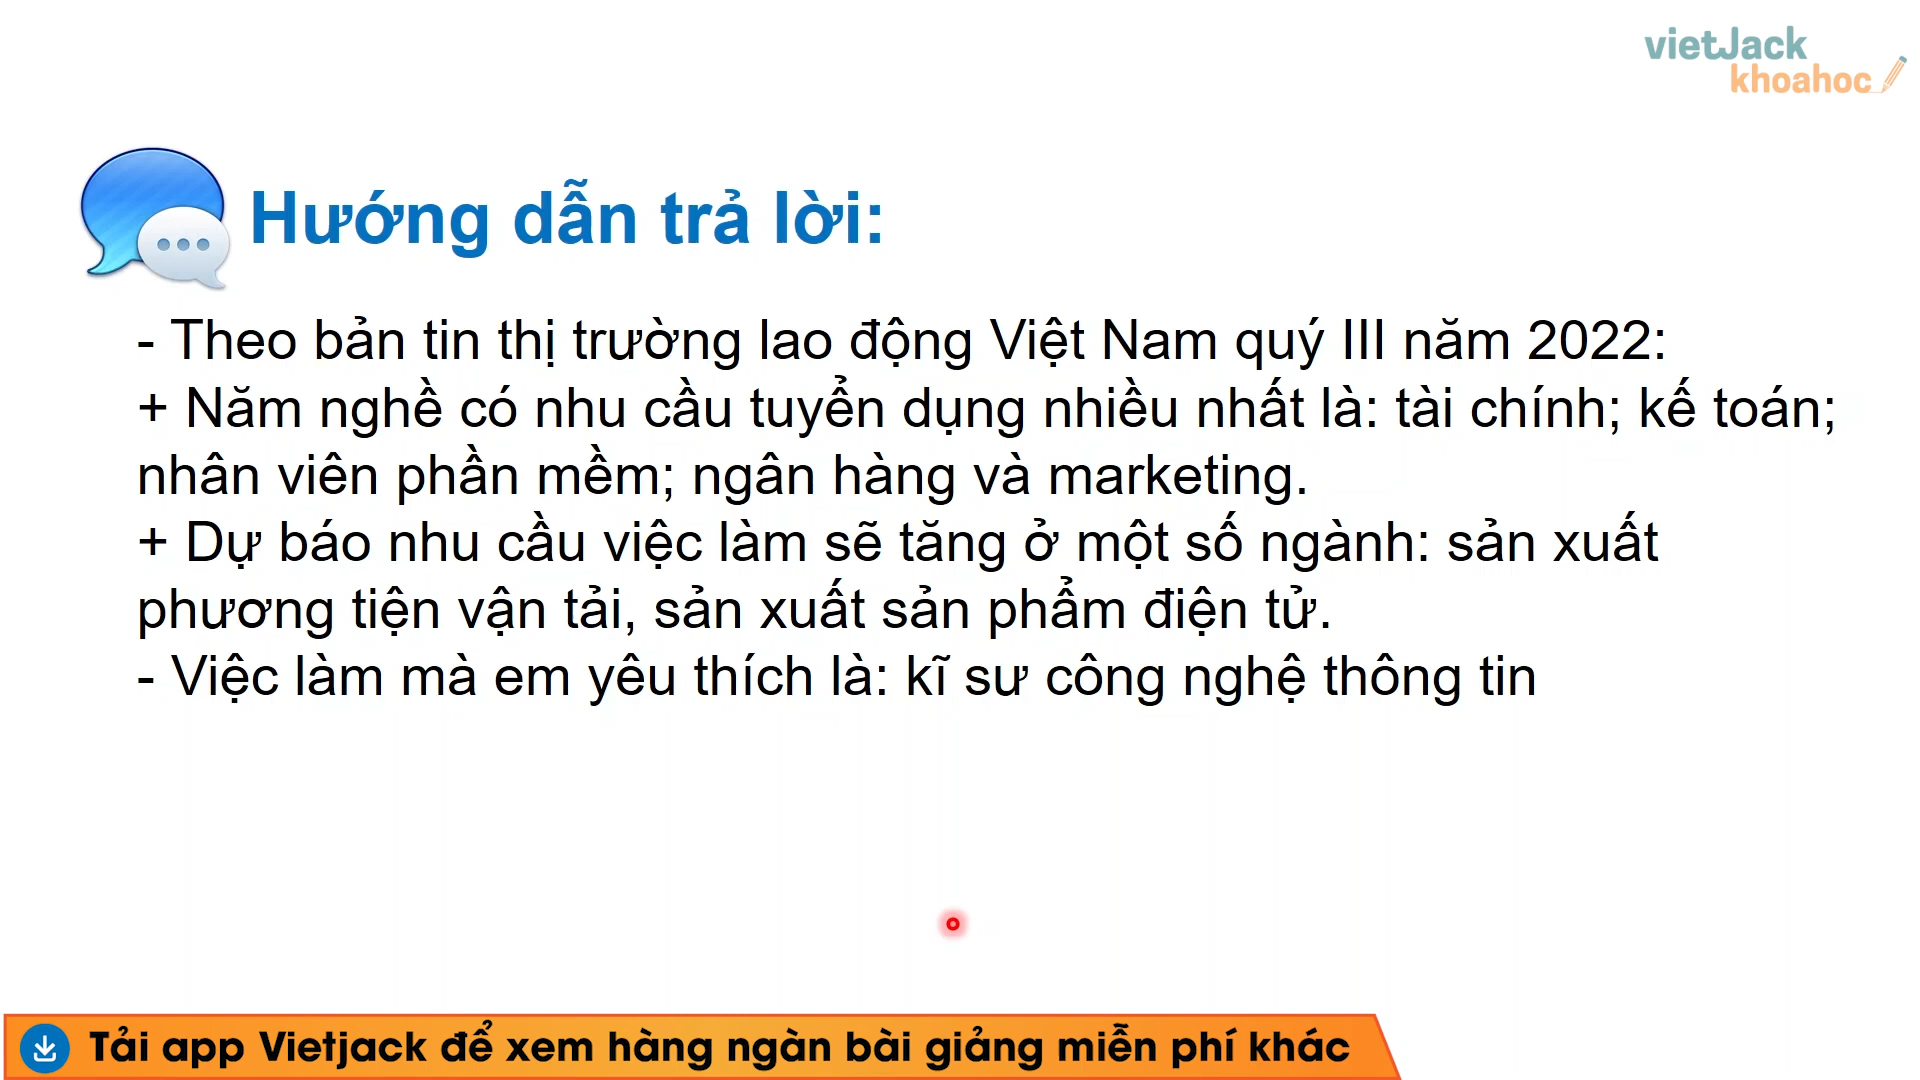 vietJack
khoahoc
Hướng dẫn trả lời:
- Theo bản tin thị trường lao động Việt Nam quý III năm 2022:
+ Năm nghề có nhu cầu tuyển dụng nhiều nhất là: tài chính; kế toán;
nhân viên phần mềm; ngân hàng và marketing.
+ Dự báo nhu cầu việc làm sẽ tăng ở một số ngành: sản xuất
phương tiện vận tải, sản xuất sản phẩm điện tử.
- Việc làm mà em yêu thích là: kĩ sư công nghệ thông tin
Tải app Vietjack để xem hàng ngàn bài giảng miễn phí khác